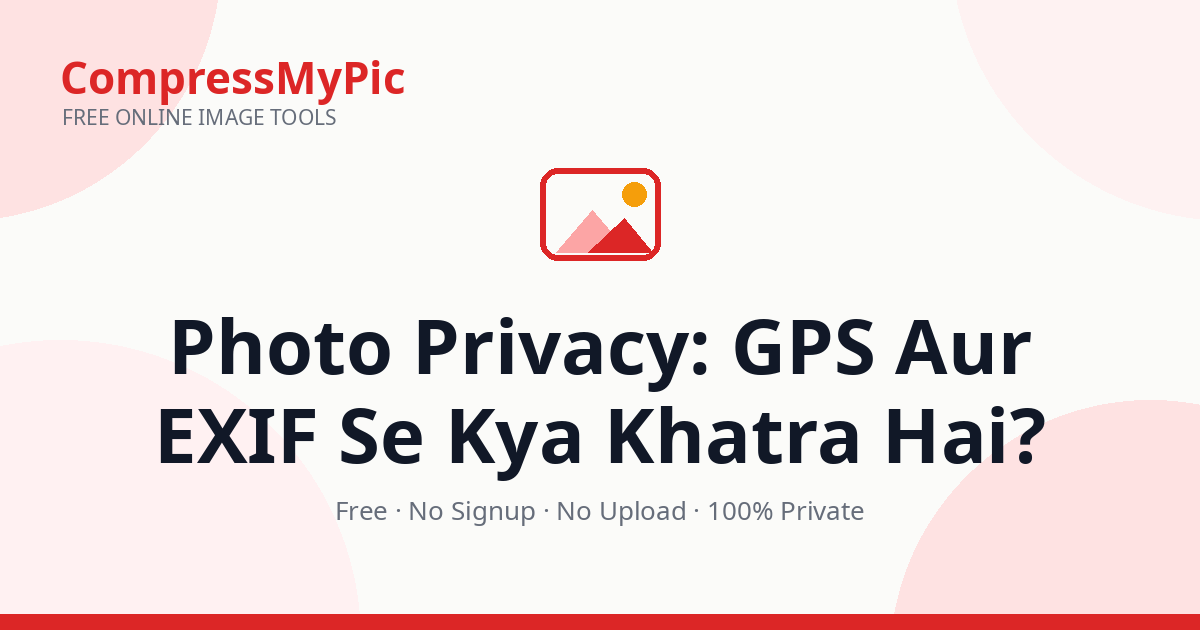 CompressMyPic
FREE ONLINE IMAGE TOOLS
Photo Privacy: GPS Aur
EXIF Se Kya Khatra Hai?
Free · No Signup · No Upload · 100% Private